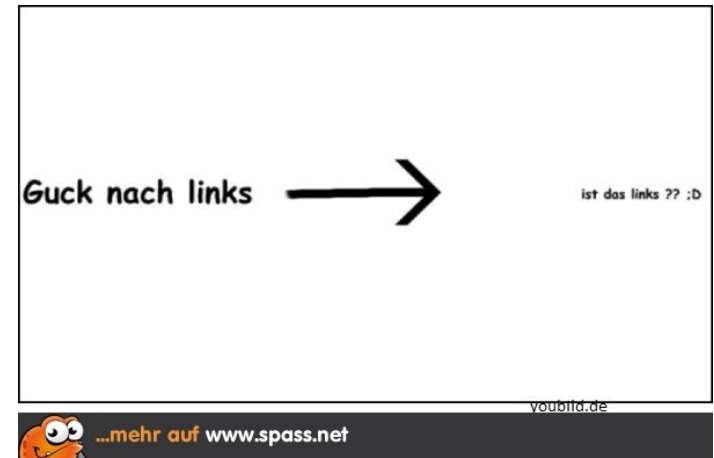 Guck nach links
ist das links ?? ;D
youbild.de
...mehr auf www.spass.net